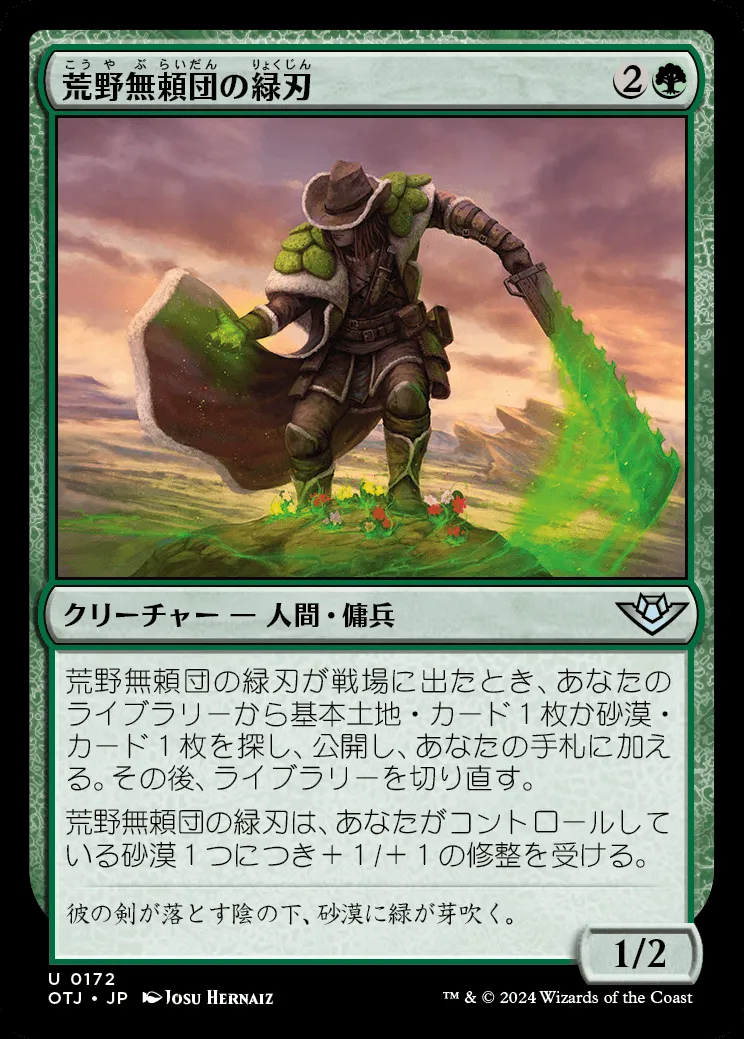 こうやぶらいだん りょくじん
荒野無頼団の緑刃
2
クリーチャー — 人間・傭兵
荒野無頼団の緑刃が戦場に出たとき、あなたの
ライブラリーから基本土地・カード1枚か砂漠・
カード1枚を探し、公開し、あなたの手札に加え
る。その後、ライブラリーを切り直す。
荒野無頼団の緑刃は、あなたがコントロールして
いる砂漠1つにつき+1/+1の修整を受ける。
彼の剣が落とす陰の下、砂漠に緑が芽吹く。
1/2
U 0172
OTJ • JP Josu Hernaiz
™ & © 2024 Wizards of the Coast